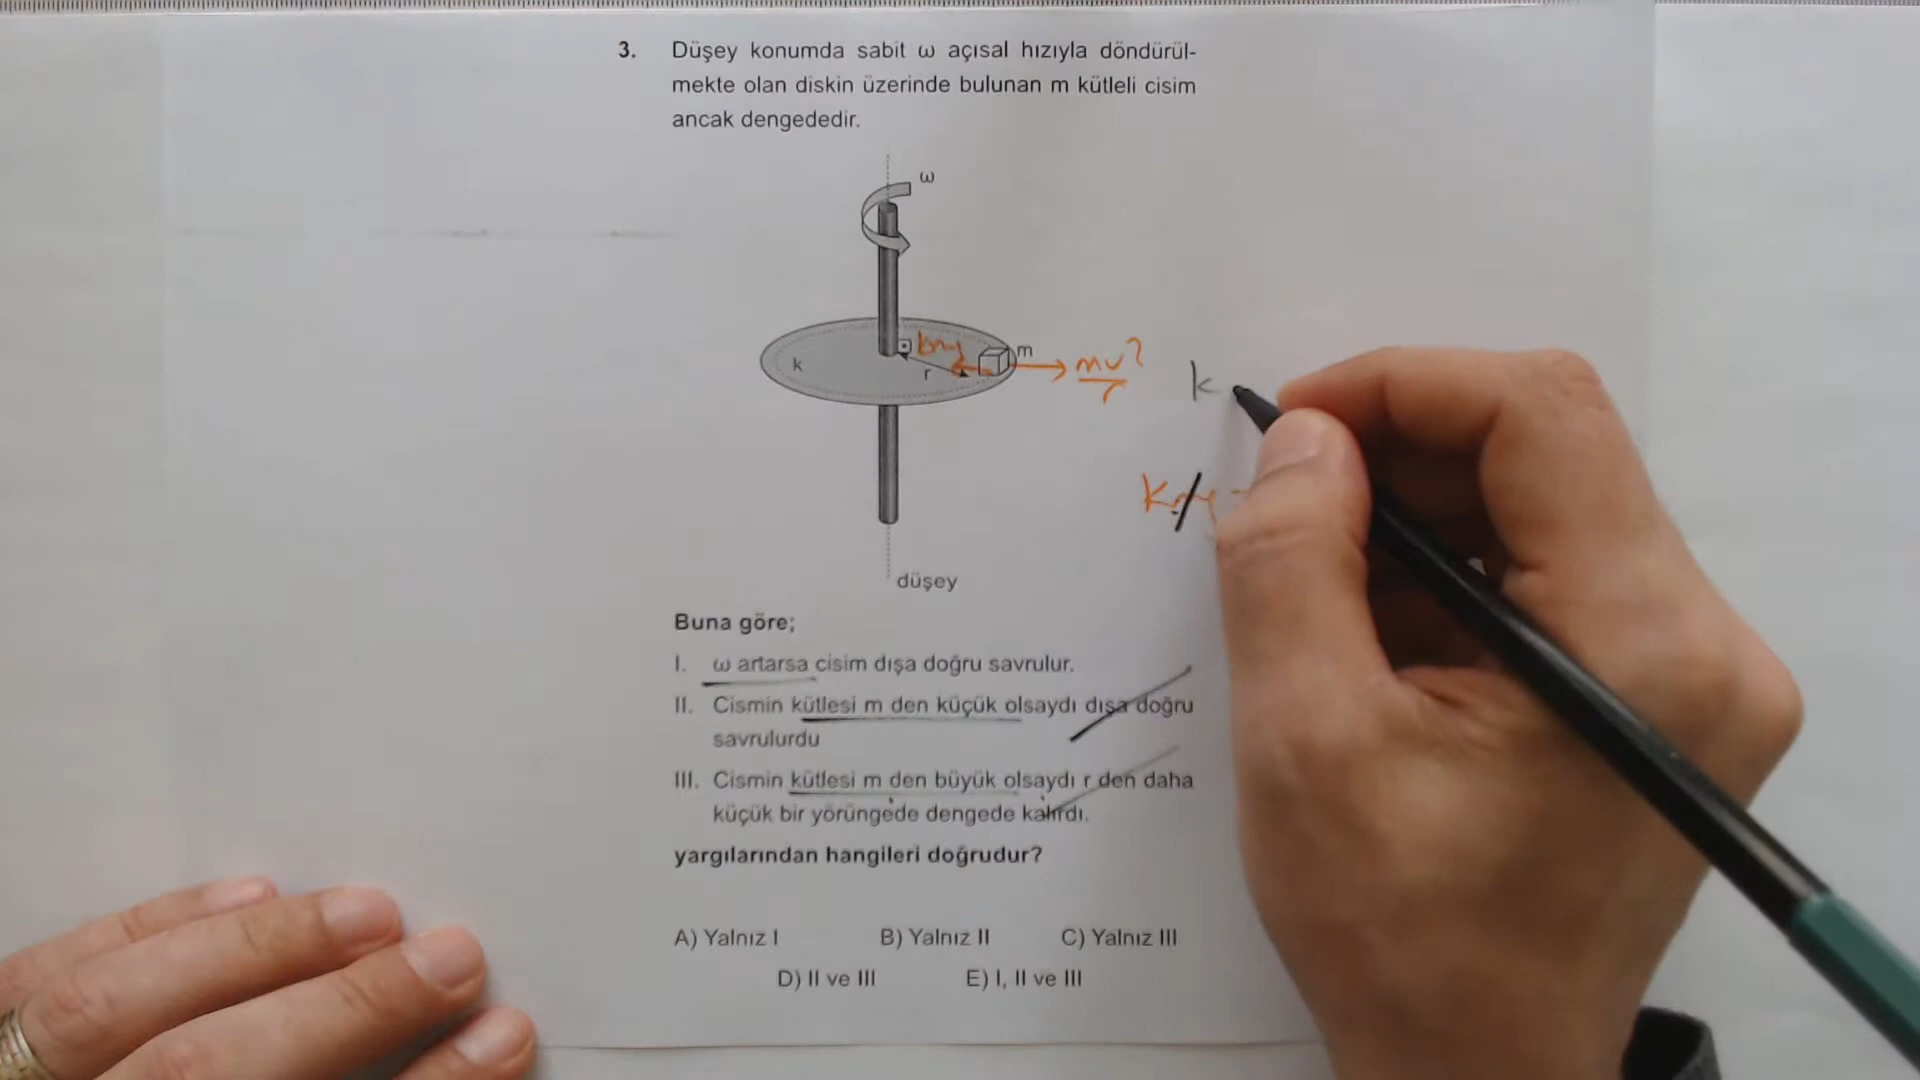 3. Düşey konumda sabit ω açısal hızıyla döndürül-
mekte olan diskin üzerinde bulunan m kütleli cisim
ancak dengededir.
ω
k
kmg
r
m
mv²
r
k
kmg
düşey
Buna göre;
I. ω artarsa cisim dışa doğru savrulur.
II. Cismin kütlesi m den küçük olsaydı dışa doğru
savrulurdu
III. Cismin kütlesi m den büyük olsaydı r den daha
küçük bir yörüngede dengede kalırdı.
yargılarından hangileri doğrudur?
A) Yalnız I B) Yalnız II C) Yalnız III
D) II ve III E) I, II ve III